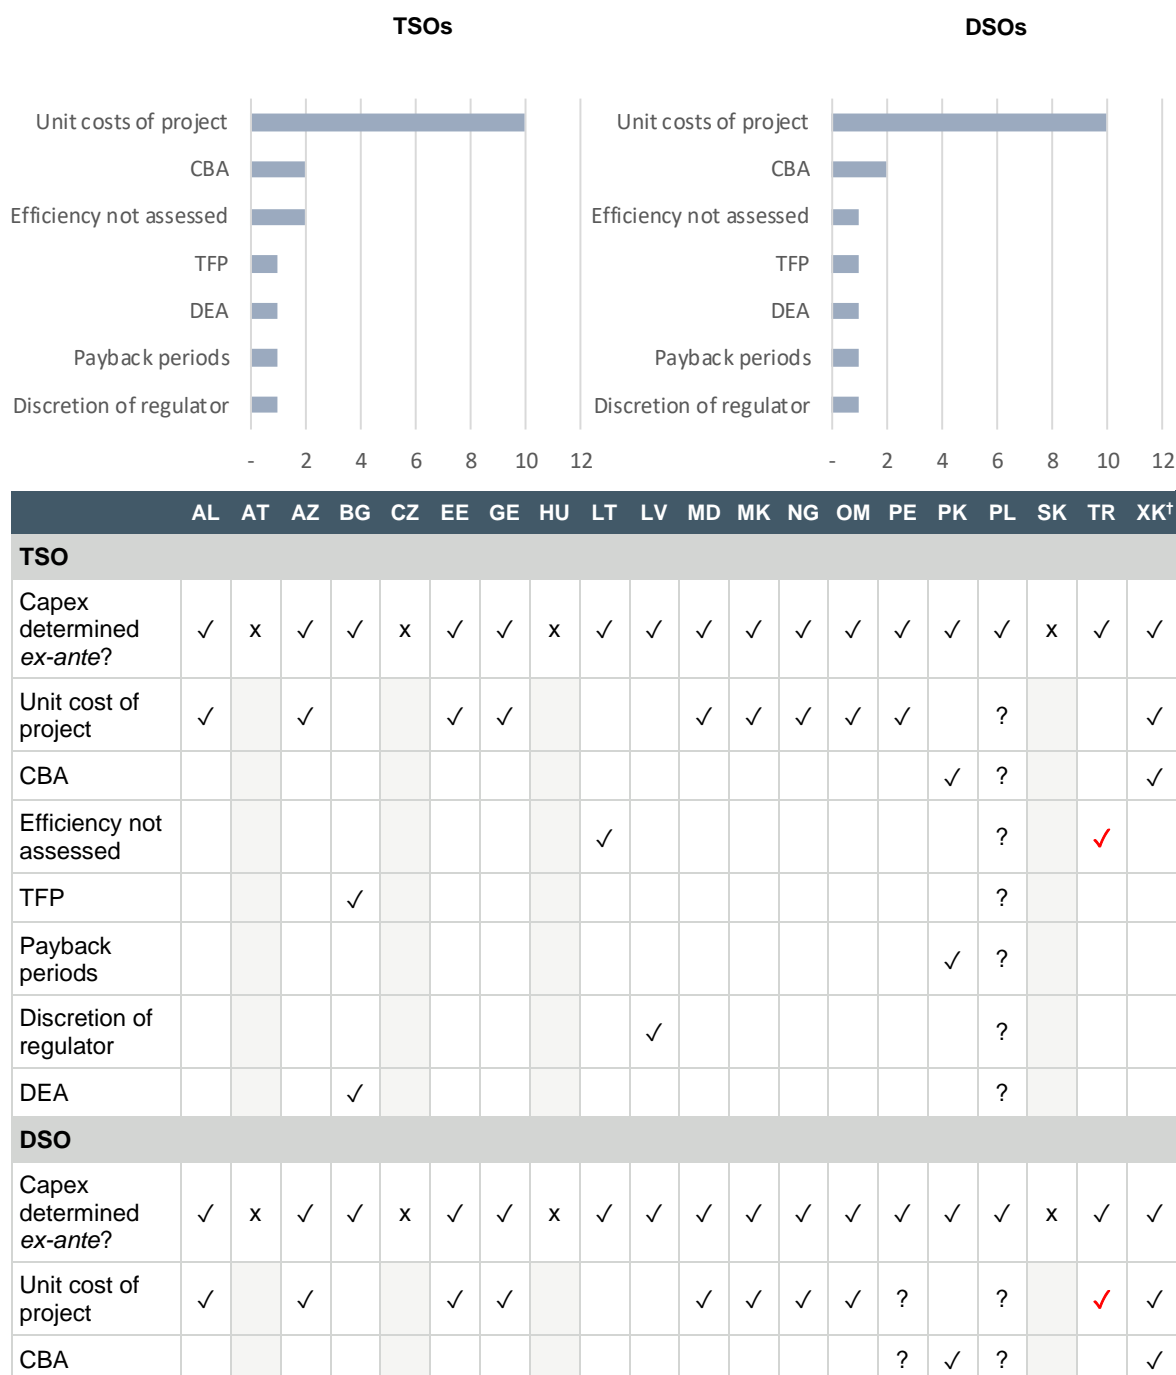 TSOs
DSOs
Unit costs of project
CBA
Efficiency not assessed
TFP
DEA
Payback periods
Discretion of regulator
- 2 4 6 8 10 12
Unit costs of project
CBA
Efficiency not assessed
TFP
DEA
Payback periods
Discretion of regulator
- 2 4 6 8 10 12
AL AT AZ BG CZ EE GE HU LT LV MD MK NG OM PE PK PL SK TR XK†
TSO
Capex
determined
ex-ante?
✓ x ✓ ✓ x ✓ ✓ x ✓ ✓ ✓ ✓ ✓ ✓ ✓ ✓ ✓ x ✓ ✓
Unit cost of
project
✓ ✓ ✓ ✓ ✓ ✓ ✓ ✓ ✓ ? ✓
CBA ✓ ? ✓
Efficiency not
assessed
✓ ? ✓
TFP ✓ ?
Payback
periods
✓ ?
Discretion of
regulator
✓ ?
DEA ✓ ?
DSO
Capex
determined
ex-ante?
✓ x ✓ ✓ x ✓ ✓ x ✓ ✓ ✓ ✓ ✓ ✓ ✓ ✓ ✓ x ✓ ✓
Unit cost of
project
✓ ✓ ✓ ✓ ✓ ✓ ✓ ✓ ? ? ✓ ✓
CBA ? ✓ ? ✓